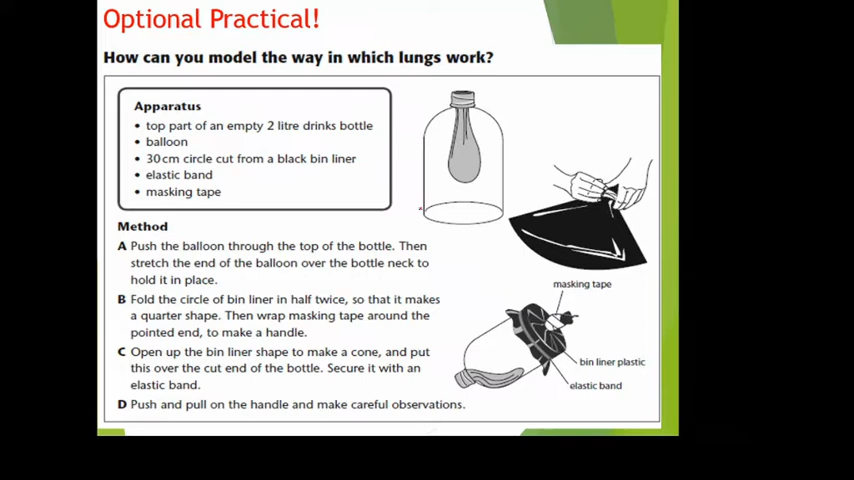 Optional Practical!
How can you model the way in which lungs work?
Apparatus
• top part of an empty 2 litre drinks bottle
• balloon
• 30 cm circle cut from a black bin liner
• elastic band
• masking tape
Method
A Push the balloon through the top of the bottle. Then
stretch the end of the balloon over the bottle neck to
hold it in place.
B Fold the circle of bin liner in half twice, so that it makes
a quarter shape. Then wrap masking tape around the
pointed end, to make a handle.
C Open up the bin liner shape to make a cone, and put
this over the cut end of the bottle. Secure it with an
elastic band.
D Push and pull on the handle and make careful observations.
masking tape
bin liner plastic
elastic band